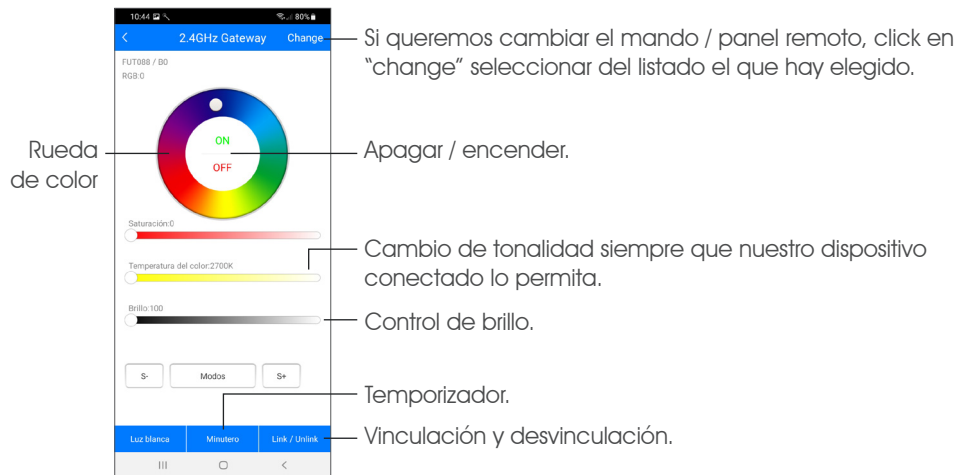 10:44
80%
2.4GHz Gateway
Change
Si queremos cambiar el mando / panel remoto, click en
“change” seleccionar del listado el que hay elegido.
FUT088 / B0
RGB:0
ON
OFF
Rueda
de color
Apagar / encender.
Saturación:0
Temperatura del color:2700K
Cambio de tonalidad siempre que nuestro dispositivo
conectado lo permita.
Brillo:100
Control de brillo.
S-
Modos
S+
Temporizador.
Luz blanca
Minutero
Link / Unlink
Vinculación y desvinculación.